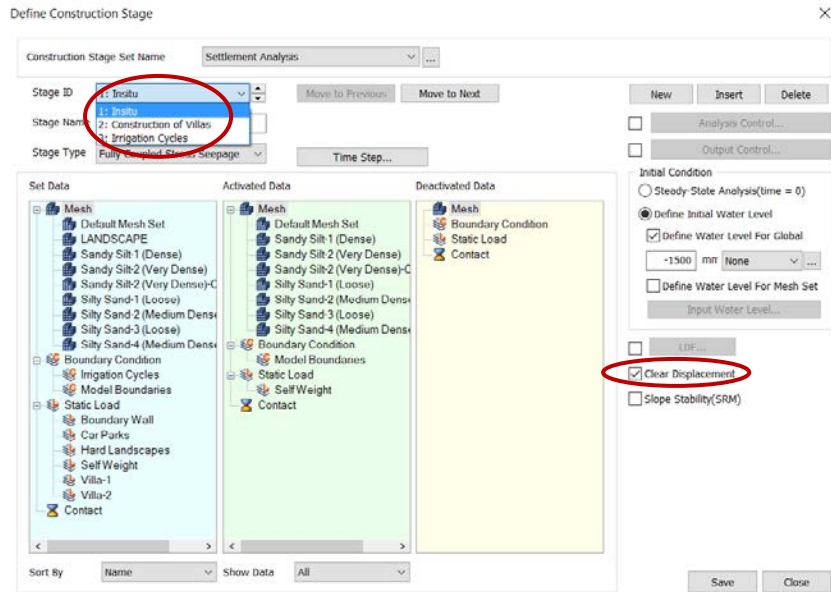 Define Construction Stage
Construction Stage Set Name
Settlement Analysis
...
Stage ID
1: Insitu
Move to Previous
Move to Next
New
Insert
Delete
1: Insitu
2: Construction of Villas
3: Irrigation Cycles
Stage Name
Analysis Control...
Stage Type
Fully Coupled Stress Seepage
Time Step...
Output Control...
Set Data
Activated Data
Deactivated Data
Mesh
Default Mesh Set
LANDSCAPE
Sandy Silt-1 (Dense)
Sandy Silt-2 (Very Dense)
Sandy Silt-2 (Very Dense)-C
Silty Sand-1 (Loose)
Silty Sand-2 (Medium Dense
Silty Sand-3 (Loose)
Silty Sand-4 (Medium Dense
Boundary Condition
Irrigation Cycles
Model Boundaries
Static Load
Boundary Wall
Car Parks
Hard Landscapes
Self Weight
Villa-1
Villa-2
Contact
Mesh
Default Mesh Set
Sandy Silt-1 (Dense)
Sandy Silt-2 (Very Dense)
Sandy Silt-2 (Very Dense)-C
Silty Sand-1 (Loose)
Silty Sand-2 (Medium Dense
Silty Sand-3 (Loose)
Silty Sand-4 (Medium Dense
Boundary Condition
Model Boundaries
Static Load
Self Weight
Contact
Mesh
Boundary Condition
Static Load
Contact
Initial Condition
Steady-State Analysis(time = 0)
Define Initial Water Level
Define Water Level For Global
-1500 mm None ...
Define Water Level For Mesh Set
Input Water Level...
LDF...
Clear Displacement
Slope Stability(SRM)
Sort By
Name
Show Data
All
Save
Close